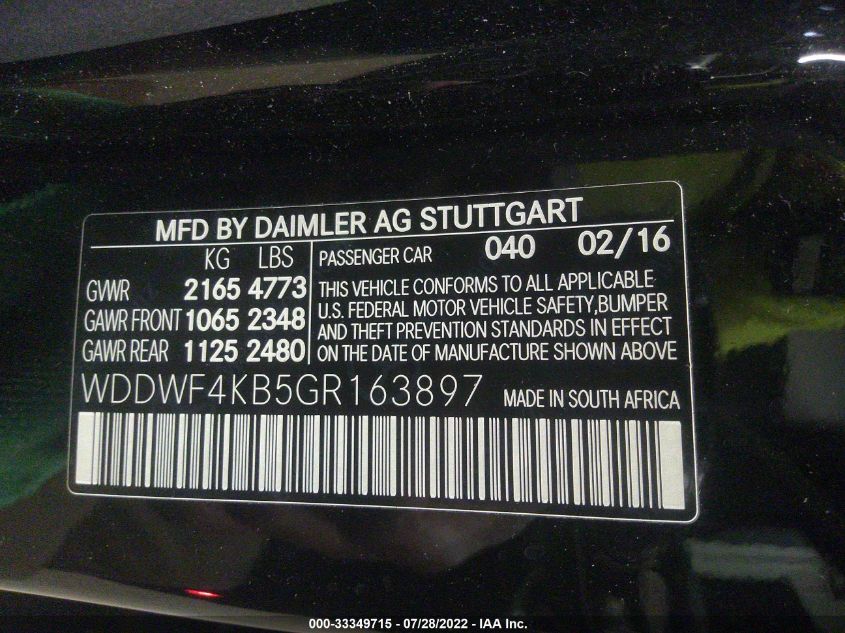 MFD BY DAIMLER AG STUTTGART
KG LBS
GVWR 2165 4773
GAWR FRONT 1065 2348
GAWR REAR 1125 2480
PASSENGER CAR 040 02/16
THIS VEHICLE CONFORMS TO ALL APPLICABLE
U.S. FEDERAL MOTOR VEHICLE SAFETY,BUMPER
AND THEFT PREVENTION STANDARDS IN EFFECT
ON THE DATE OF MANUFACTURE SHOWN ABOVE
WDDWF4KB5GR163897 MADE IN SOUTH AFRICA
000-33349715 - 07/28/2022 - IAA Inc.